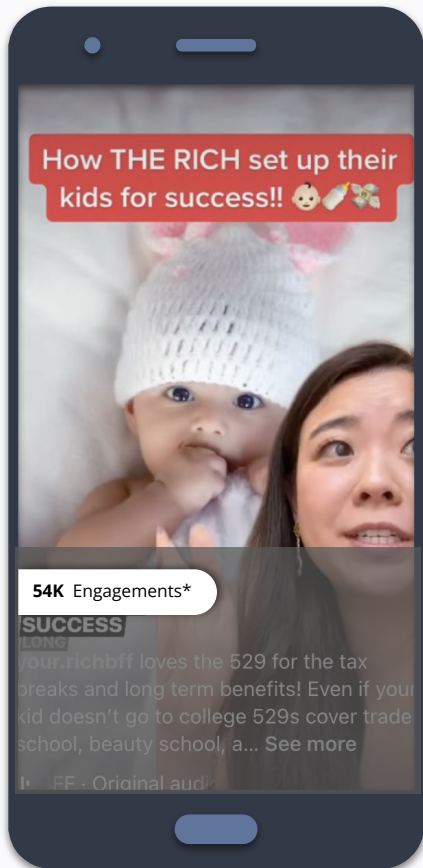 How THE RICH set up their
kids for success!! 👶🏻🍼💸
54K Engagements*
SUCCESS
LONG
your.richbff loves the 529 for the tax
breaks and long term benefits! Even if your
kid doesn't go to college 529s cover trade
school, beauty school, a... See more
FF · Original audio